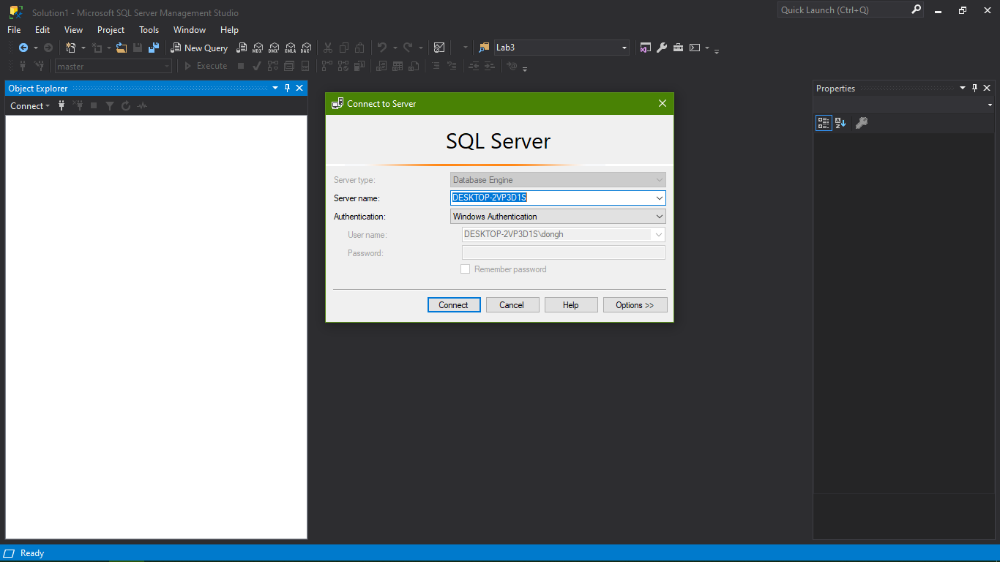 Solution1 - Microsoft SQL Server Management Studio
Quick Launch (Ctrl+Q)
File Edit View Project Tools Window Help
New Query MDX DMX XMLA DAX Lab3
master Execute
Object Explorer
Connect
Connect to Server
SQL Server
Server type: Database Engine
Server name: DESKTOP-2VP3D1S
Authentication: Windows Authentication
User name: DESKTOP-2VP3D1S\dongh
Password:
Remember password
Connect Cancel Help Options >>
Properties
Ready